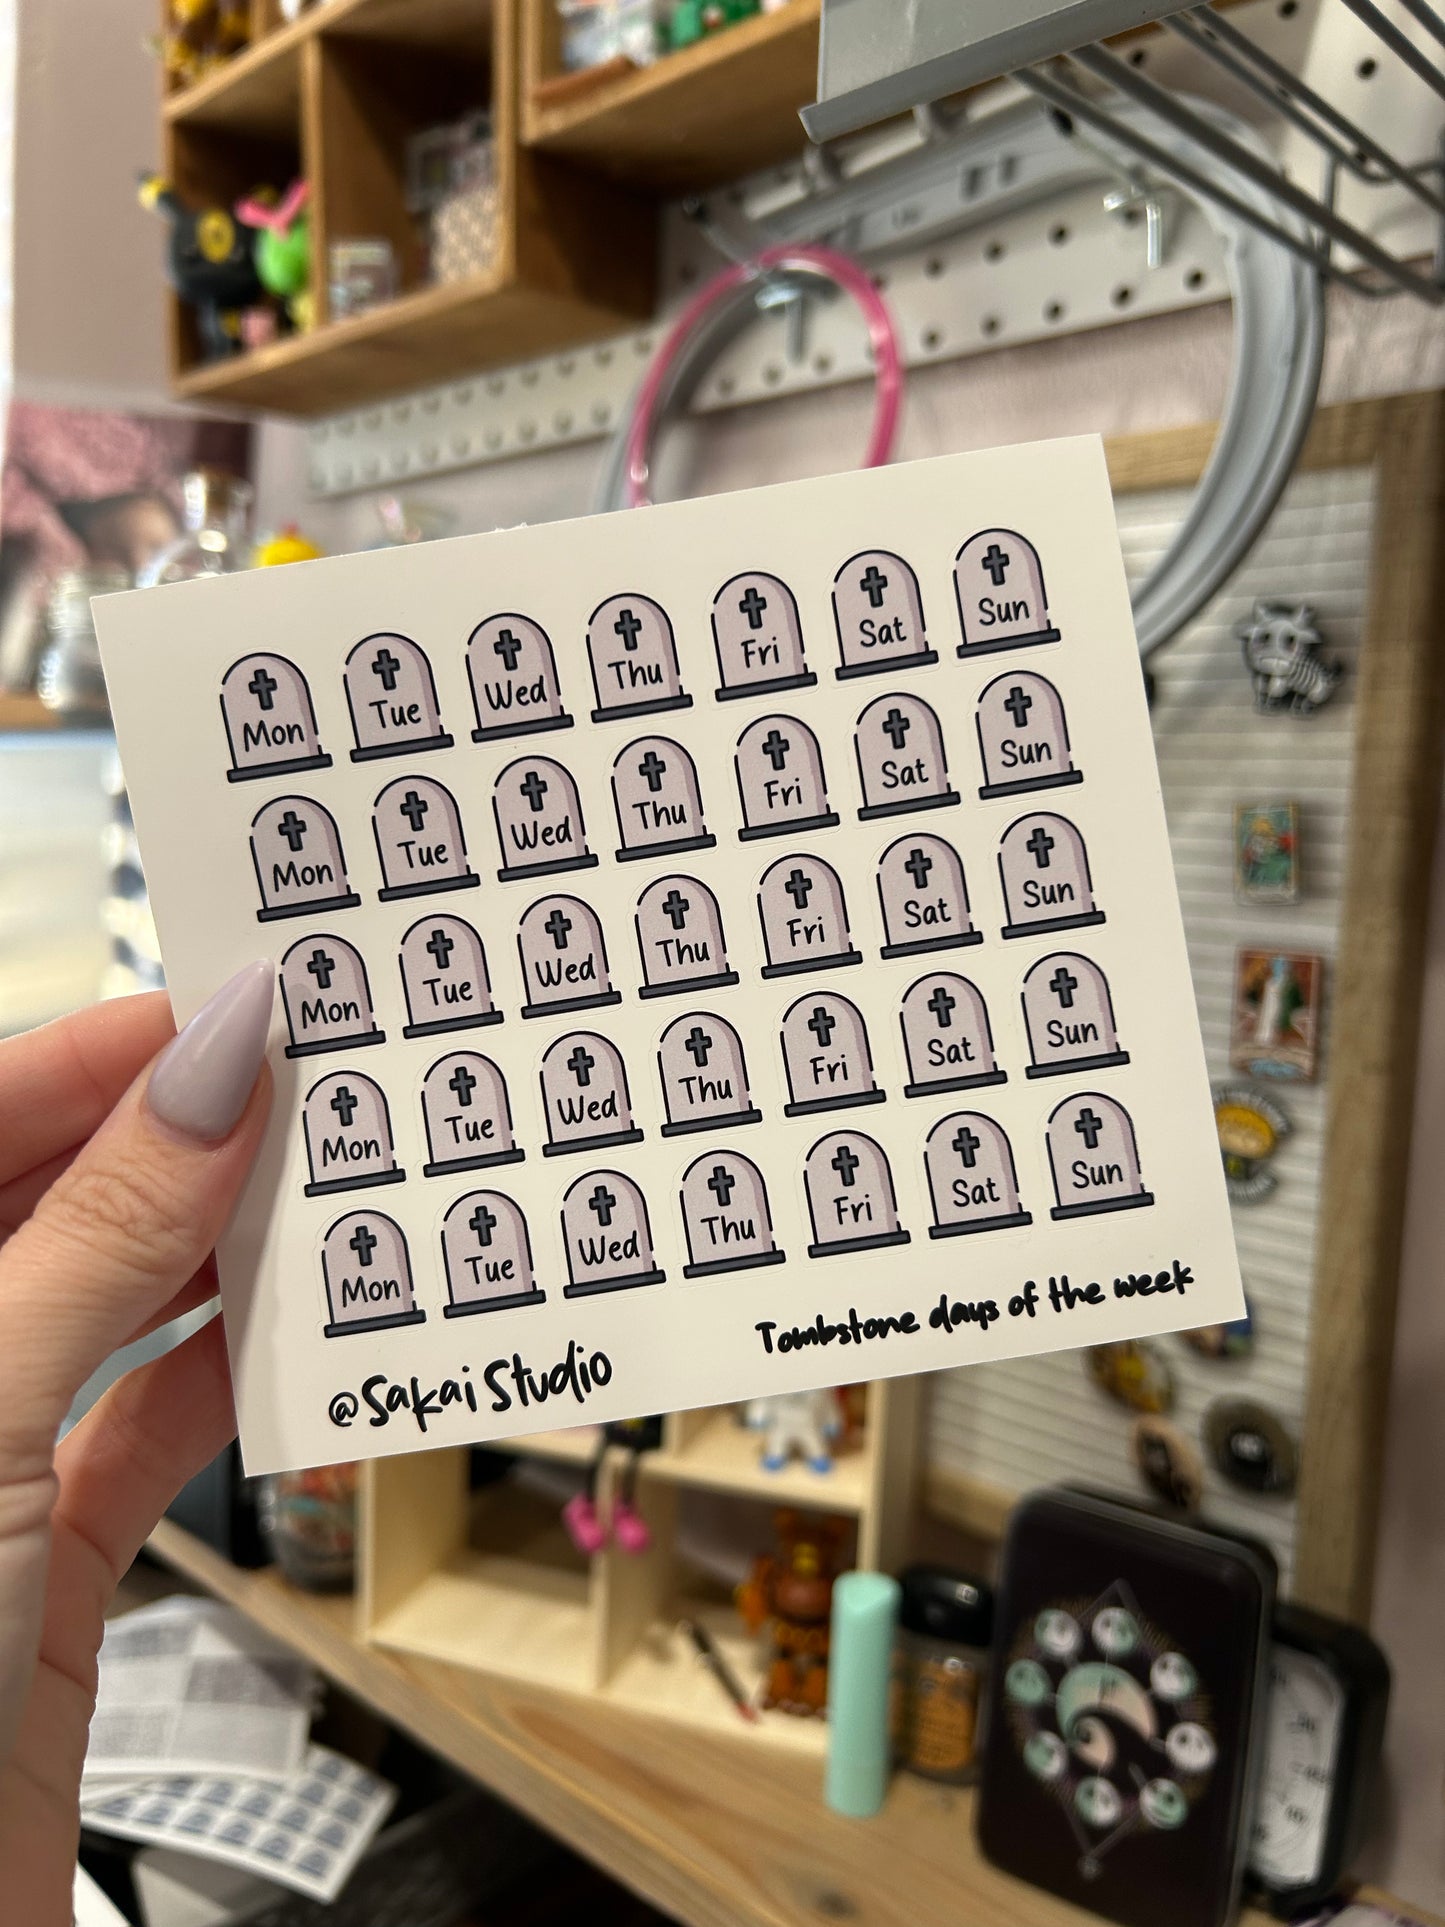 Mon Tue Wed Thu Fri Sat Sun
Mon Tue Wed Thu Fri Sat Sun
Mon Tue Wed Thu Fri Sat Sun
Mon Tue Wed Thu Fri Sat Sun
Mon Tue Wed Thu Fri Sat Sun
@Sakai Studio
Tombstone days of the week